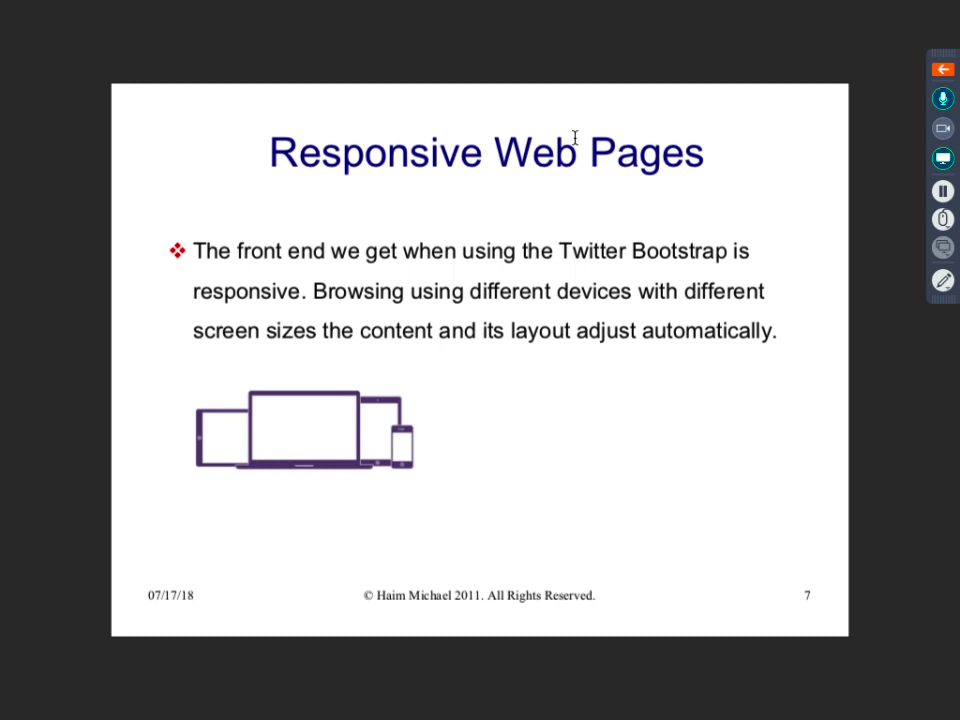 Responsive Web Pages
❖ The front end we get when using the Twitter Bootstrap is
responsive. Browsing using different devices with different
screen sizes the content and its layout adjust automatically.
07/17/18 © Haim Michael 2011. All Rights Reserved. 7